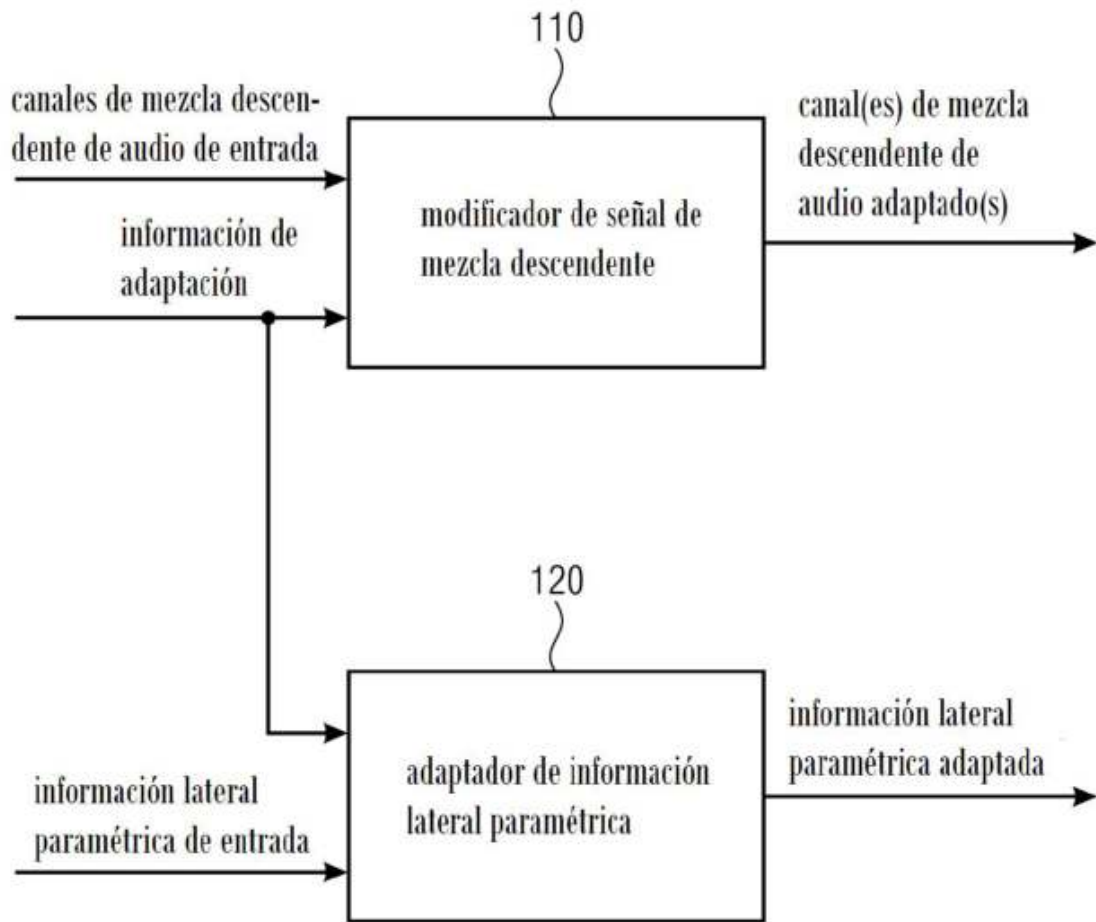 110
canales de mezcla descen-
dente de audio de entrada
canal(es) de mezcla
descendente de
audio adaptado(s)
modificador de señal de
mezcla descendente
información de
adaptación
120
información lateral
paramétrica adaptada
adaptador de información
lateral paramétrica
información lateral
paramétrica de entrada